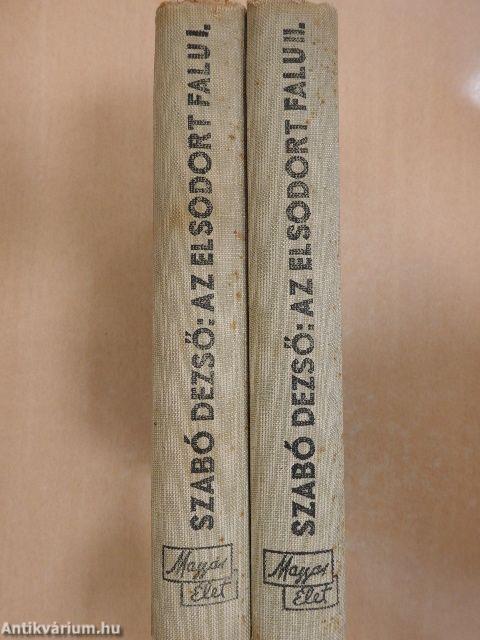 SZABÓ DEZSŐ: AZ ELSODORT FALU I.
Magyar
Élet
SZABÓ DEZSŐ: AZ ELSODORT FALU II.
Magyar
Élet
Antikvárium.hu